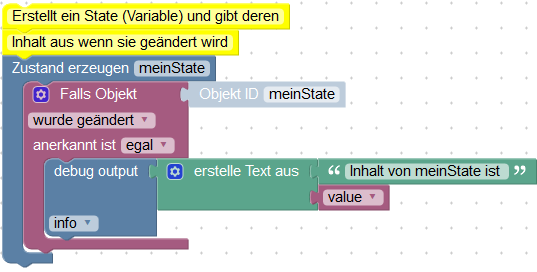 Erstellt ein State (Variable) und gibt deren
Inhalt aus wenn sie geändert wird
Zustand erzeugen meinState
Falls Objekt Objekt ID meinState
wurde geändert
anerkannt ist egal
debug output erstelle Text aus “ Inhalt von meinState ist ”
value
info